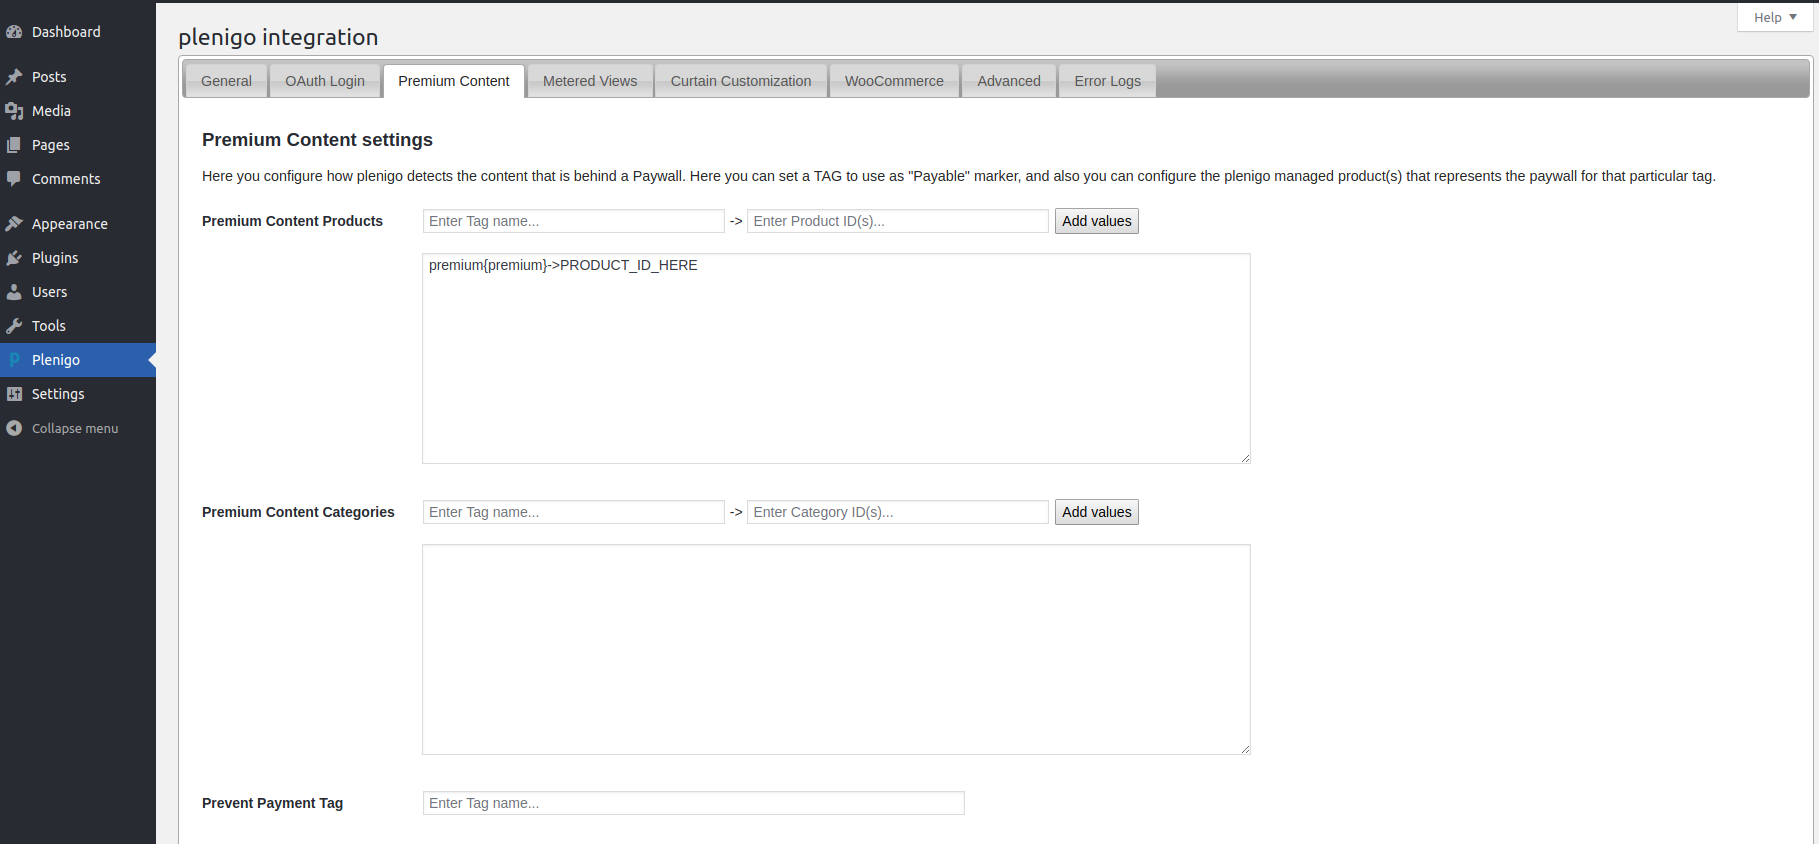 Dashboard
Posts
Media
Pages
Comments
Appearance
Plugins
Users
Tools
Plenigo
Settings
Collapse menu
Help
plenigo integration
General
OAuth Login
Premium Content
Metered Views
Curtain Customization
WooCommerce
Advanced
Error Logs
Premium Content settings
Here you configure how plenigo detects the content that is behind a Paywall. Here you can set a TAG to use as "Payable" marker, and also you can configure the plenigo managed product(s) that represents the paywall for that particular tag.
Premium Content Products
Enter Tag name... -> Enter Product ID(s)... Add values
premium{premium}->PRODUCT_ID_HERE
Premium Content Categories
Enter Tag name... -> Enter Category ID(s)... Add values
Prevent Payment Tag
Enter Tag name...